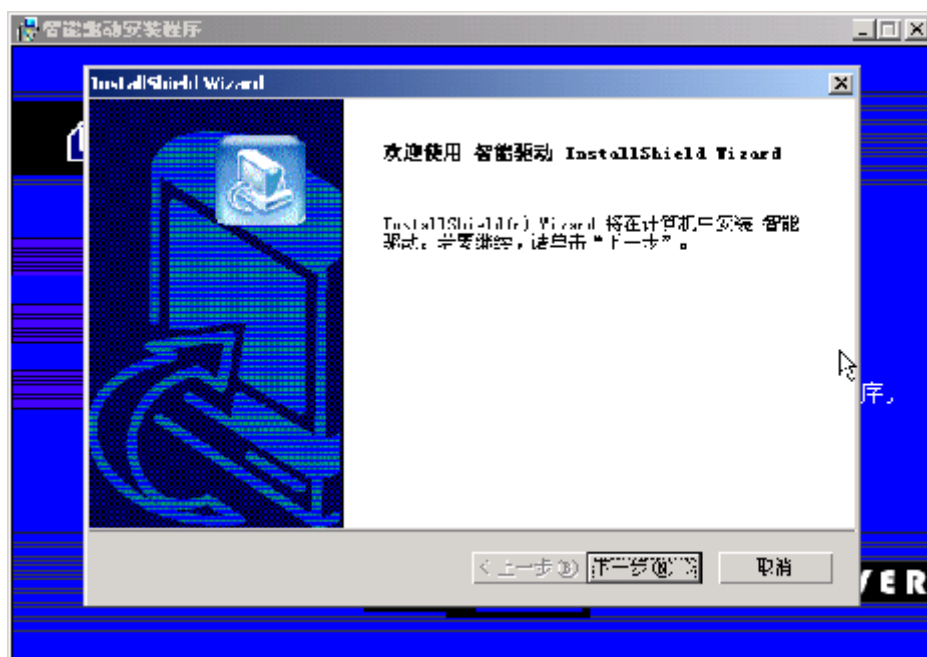 智能驱动安装程序
InstallShield Wizard
欢迎使用 智能驱动 InstallShield Wizard
InstallShield(r) Wizard 将在计算机中安装 智能
驱动。若要继续，请单击“下一步”。
序,
< 上一步(B)
下一步(N) >
取消
VER